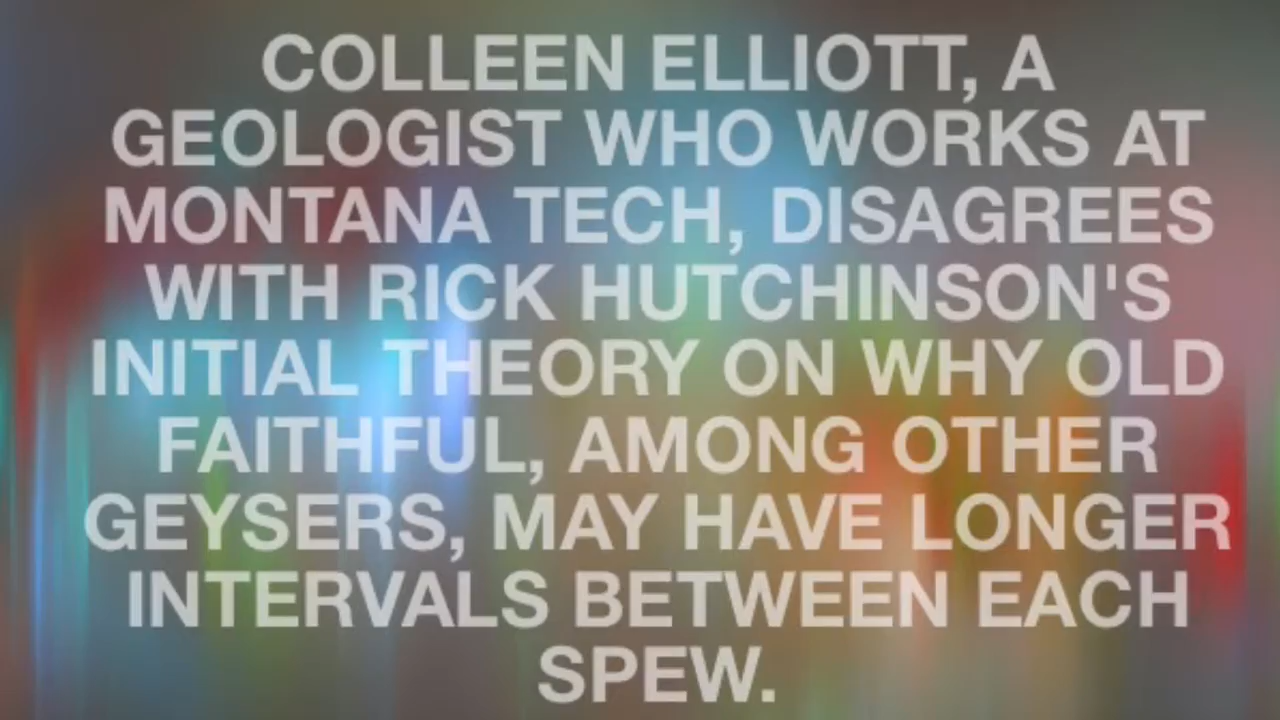 COLLEEN ELLIOTT, A
GEOLOGIST WHO WORKS AT
MONTANA TECH, DISAGREES
WITH RICK HUTCHINSON'S
INITIAL THEORY ON WHY OLD
FAITHFUL, AMONG OTHER
GEYSERS, MAY HAVE LONGER
INTERVALS BETWEEN EACH
SPEW.